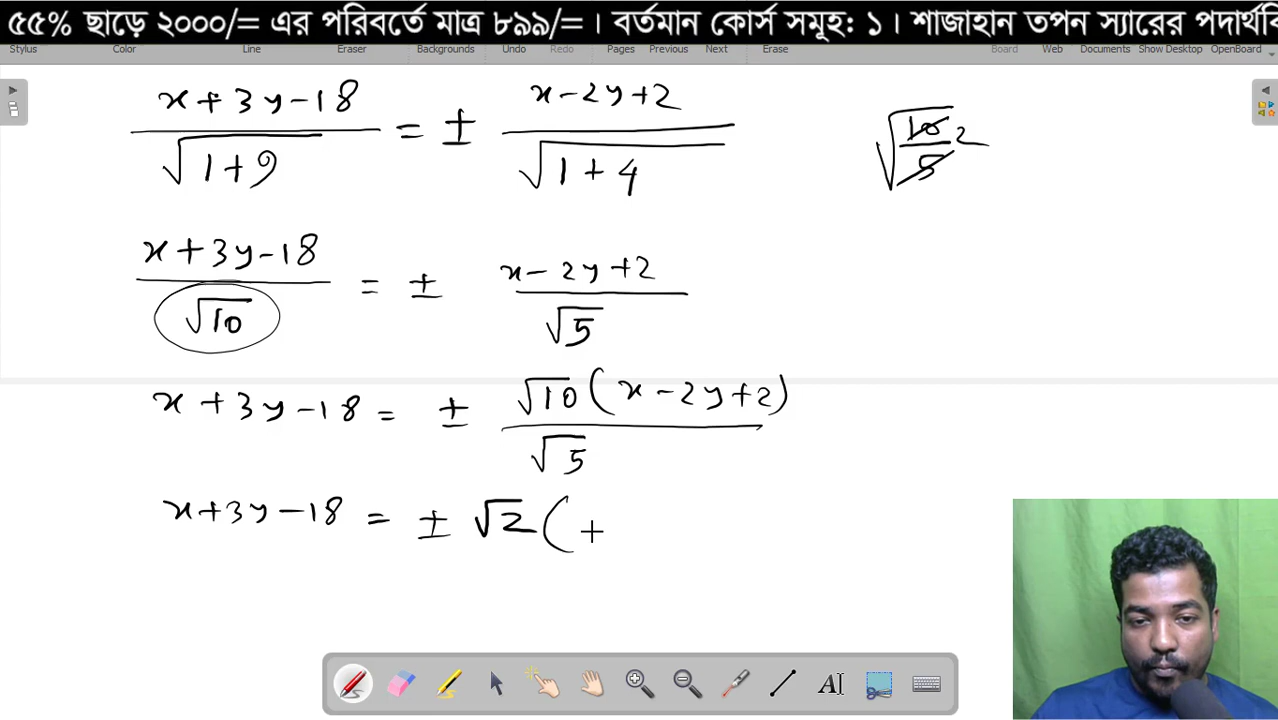 ৫৫% ছাড়ে ২০০০/= এর পরিবর্তে মাত্র ৮৯৯/= । বর্তমান কোর্স সমূহ: ১। শাজাহান তপন স্যারের পদার্থবি
Stylus Color Line Eraser Backgrounds Undo Redo Pages Previous Next Erase Board Web Documents Show Desktop OpenBoard
(x+3y-18)/√(1+9) = ± (x-2y+2)/√(1+4)
√(10/5) 2
(x+3y-18)/√10 = ± (x-2y+2)/√5
x+3y-18 = ± √10(x-2y+2)/√5
x+3y-18 = ± √2(+
AI